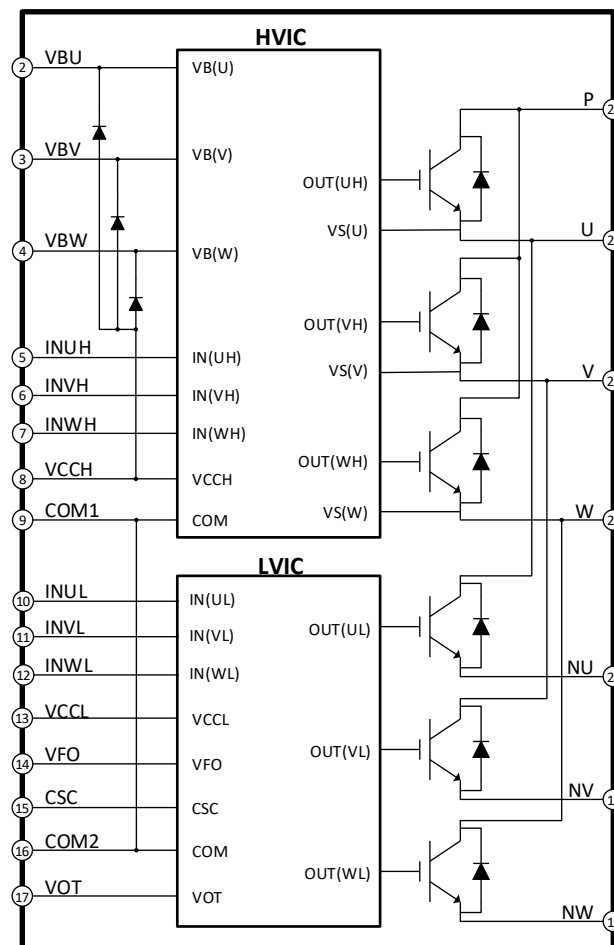 HVIC
2 VBU VB(U)
P
3 VBV VB(V)
OUT(UH)
VS(U)
U
4 VBW VB(W)
OUT(VH)
5 INUH IN(UH)
VS(V)
V
6 INVH IN(VH)
7 INWH IN(WH)
OUT(WH)
8 VCCH VCCH
9 COM1 COM
VS(W)
W
LVIC
10 INUL IN(UL)
OUT(UL)
11 INVL IN(VL)
12 INWL IN(WL)
NU
13 VCCL VCCL
OUT(VL)
14 VFO VFO
NV
15 CSC CSC
16 COM2 COM
OUT(WL)
17 VOT VOT
NW